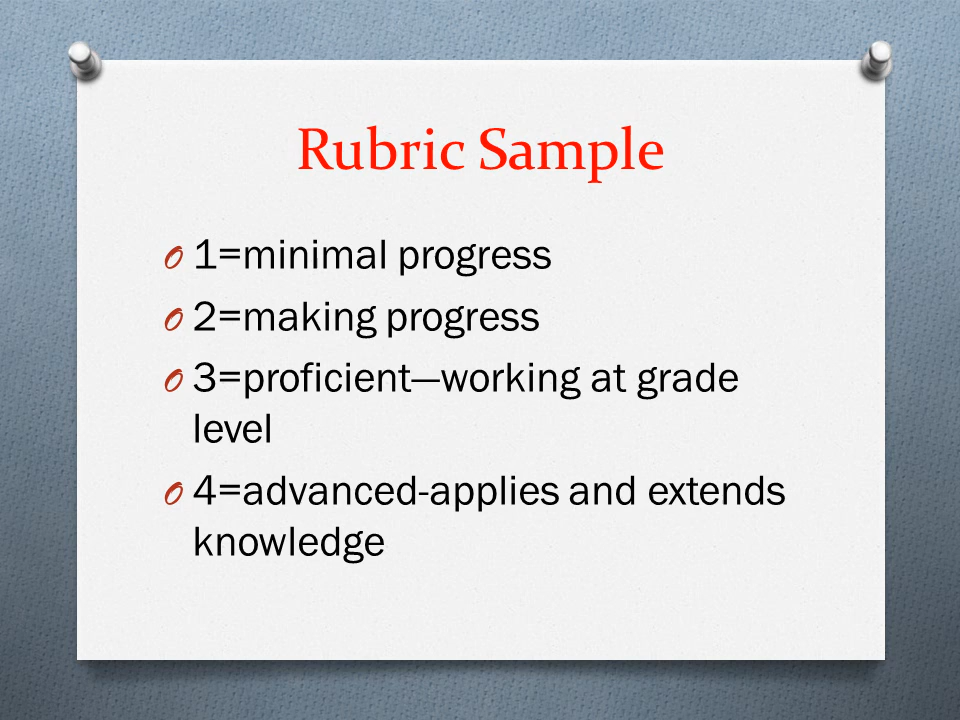 Rubric Sample
O 1=minimal progress
O 2=making progress
O 3=proficient—working at grade
level
O 4=advanced-applies and extends
knowledge